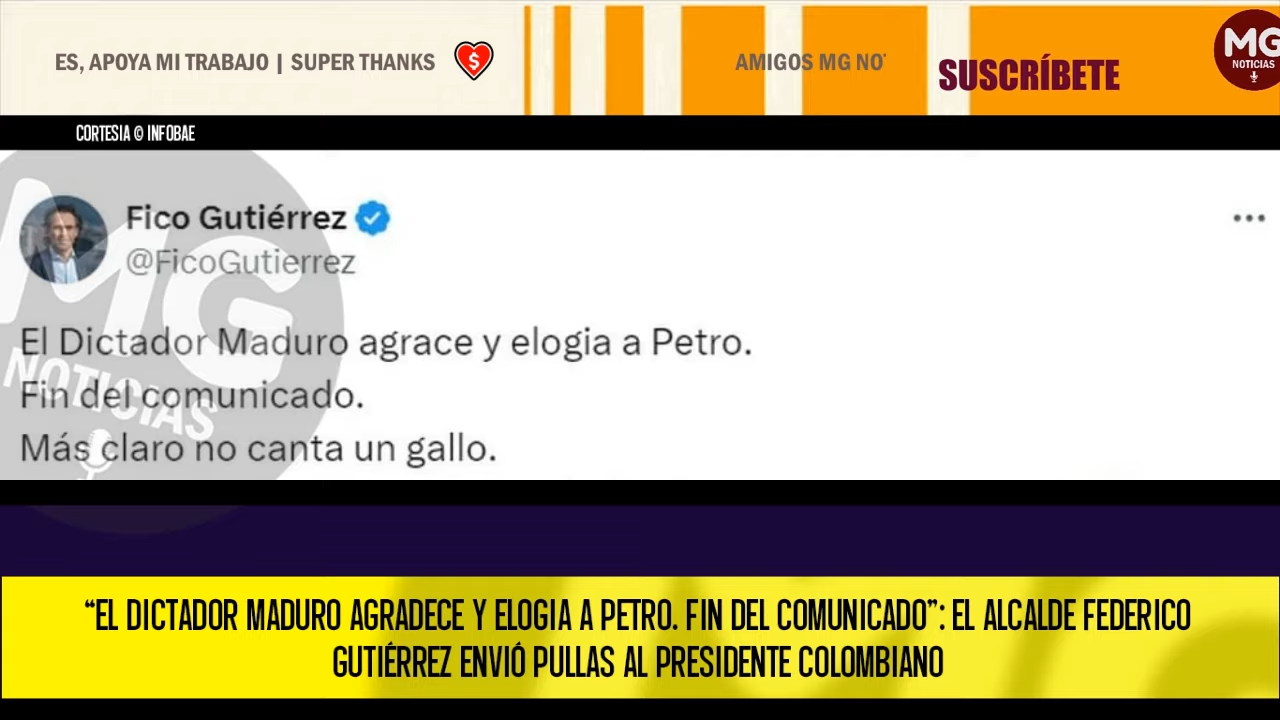 ES, APOYA MI TRABAJO | SUPER THANKS
AMIGOS MG NO
SUSCRÍBETE
MG
NOTICIAS
CORTESIA © INFOBAE
Fico Gutiérrez
@FicoGutierrez
El Dictador Maduro agrace y elogia a Petro.
Fin del comunicado.
Más claro no canta un gallo.
MG
NOTICIAS
“EL DICTADOR MADURO AGRADECE Y ELOGIA A PETRO. FIN DEL COMUNICADO”: EL ALCALDE FEDERICO
GUTIÉRREZ ENVIÓ PULLAS AL PRESIDENTE COLOMBIANO